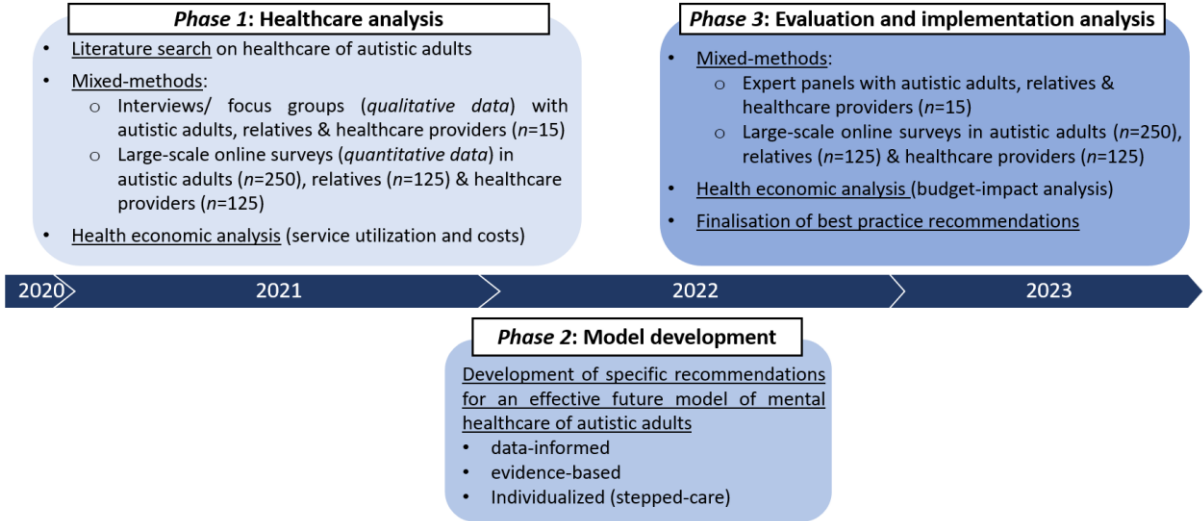 Phase 1: Healthcare analysis
• Literature search on healthcare of autistic adults
• Mixed-methods:
o Interviews/ focus groups (qualitative data) with
autistic adults, relatives & healthcare providers (n=15)
o Large-scale online surveys (quantitative data) in
autistic adults (n=250), relatives (n=125) & healthcare
providers (n=125)
• Health economic analysis (service utilization and costs)
Phase 3: Evaluation and implementation analysis
• Mixed-methods:
o Expert panels with autistic adults, relatives &
healthcare providers (n=15)
o Large-scale online surveys in autistic adults (n=250),
relatives (n=125) & healthcare providers (n=125)
• Health economic analysis (budget-impact analysis)
• Finalisation of best practice recommendations
2020
2021
2022
2023
Phase 2: Model development
Development of specific recommendations
for an effective future model of mental
healthcare of autistic adults
• data-informed
• evidence-based
• Individualized (stepped-care)